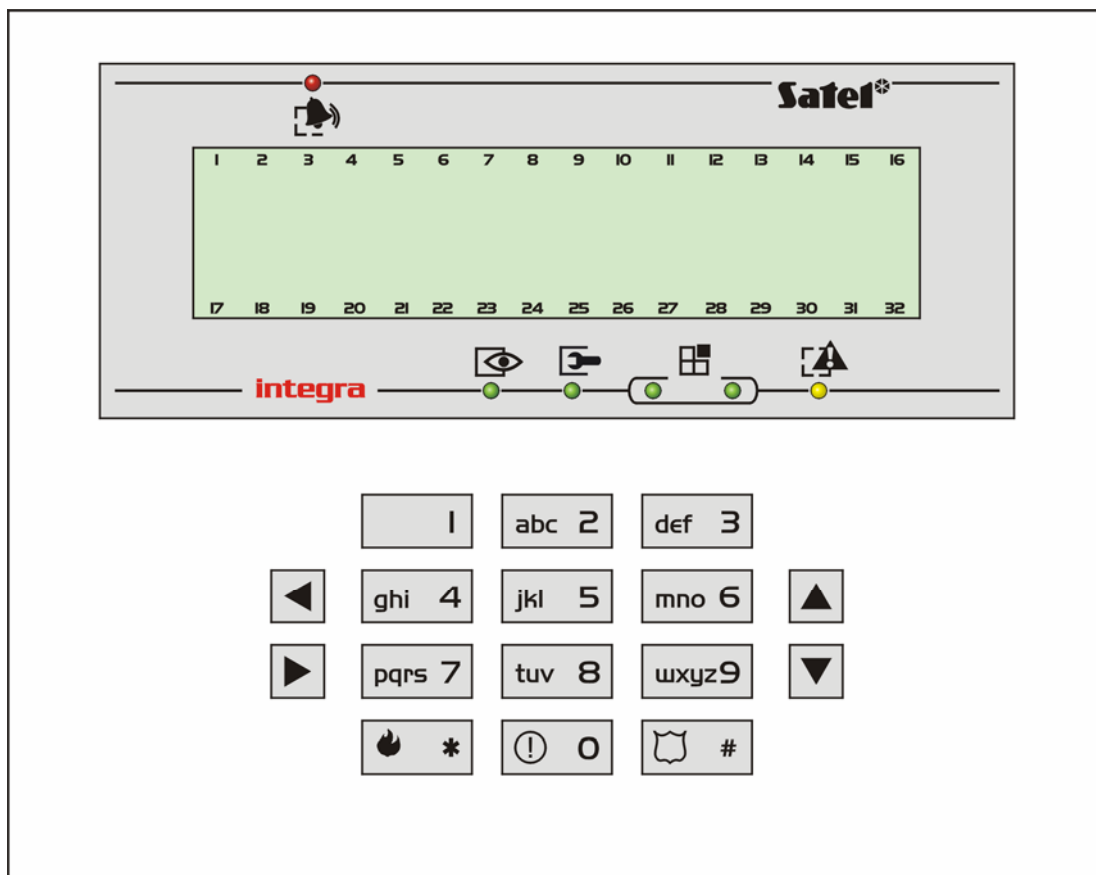 Satel
1 2 3 4 5 6 7 8 9 10 11 12 13 14 15 16
17 18 19 20 21 22 23 24 25 26 27 28 29 30 31 32
integra
1 abc 2 def 3
ghi 4 jkl 5 mno 6
pqrs 7 tuv 8 wxyz 9
* ! 0 #